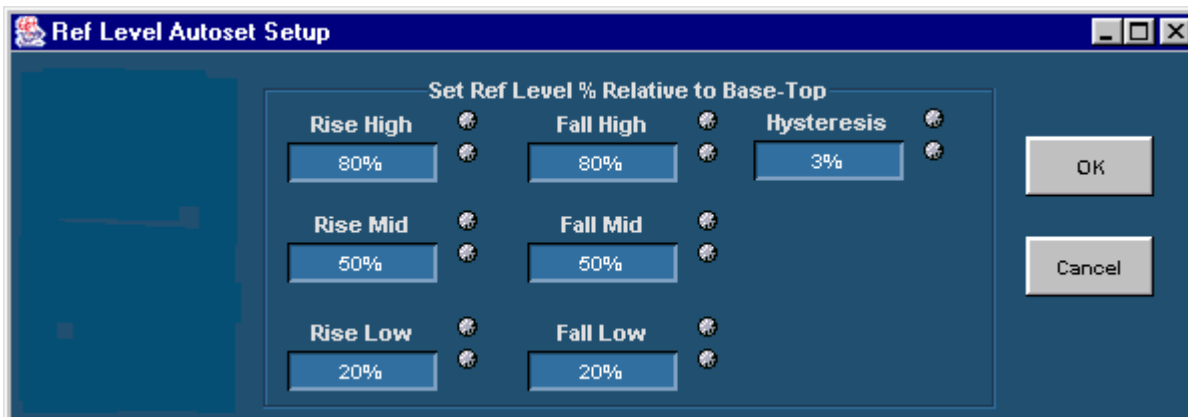 Ref Level Autoset Setup
Set Ref Level % Relative to Base-Top
Rise High Fall High Hysteresis
80% 80% 3%
OK
Rise Mid Fall Mid
50% 50%
Cancel
Rise Low Fall Low
20% 20%